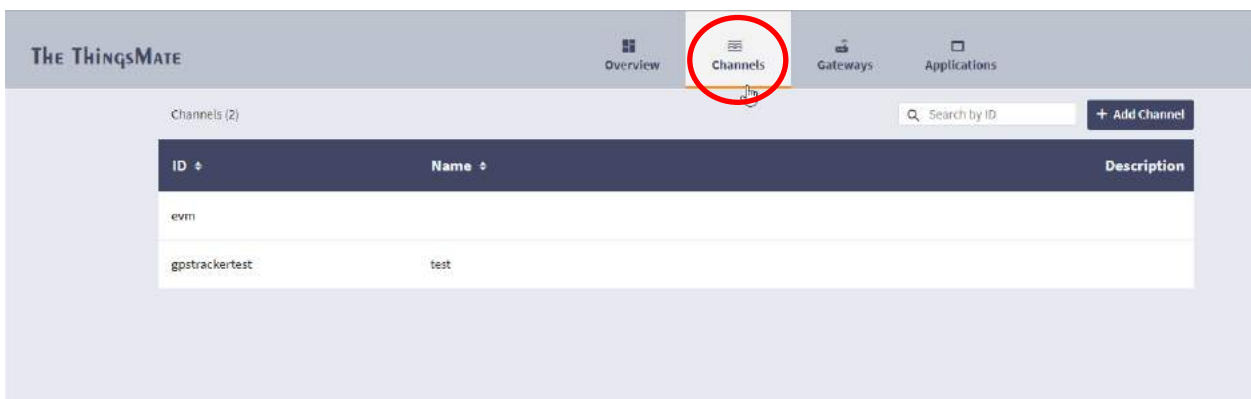 The ThingsMate
Overview
Channels
Gateways
Applications
Channels (2)
Search by ID
+ Add Channel
ID Name Description
evm
gpstrackertest test